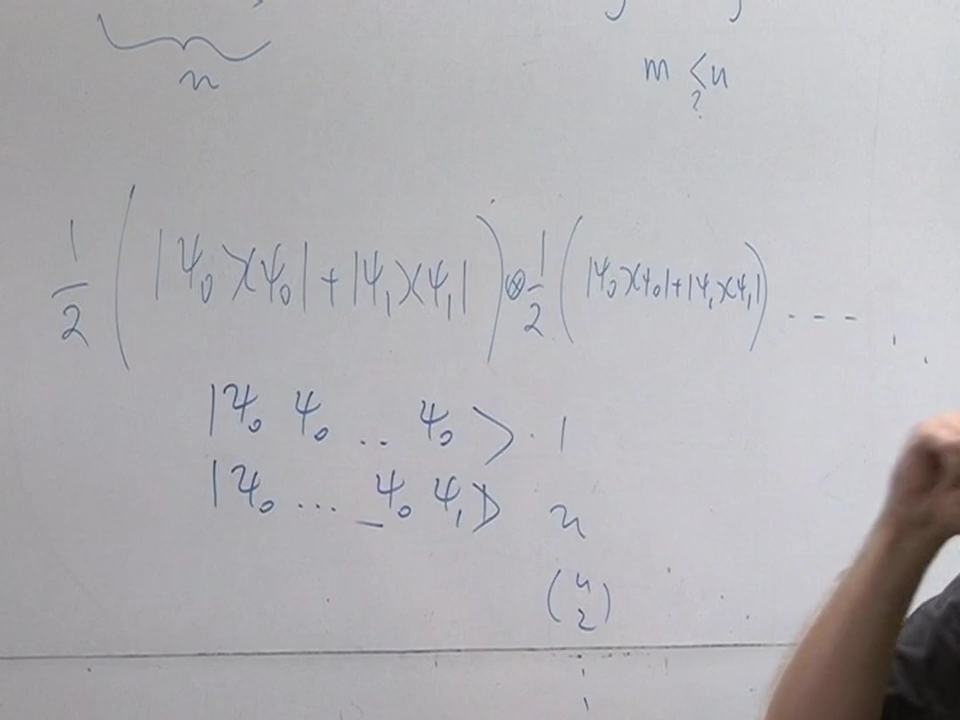 n
m < n
?
1/2 ( |ψ₀⟩⟨ψ₀| + |ψ₁⟩⟨ψ₁| ) ⊗ 1/2 ( |ψ₀⟩⟨ψ₀| + |ψ₁⟩⟨ψ₁| ) - - -
|ψ₀ ψ₀ .. ψ₀ ⟩ . 1
|ψ₀ ... ψ₀ ψ₁⟩ n
(n 2)